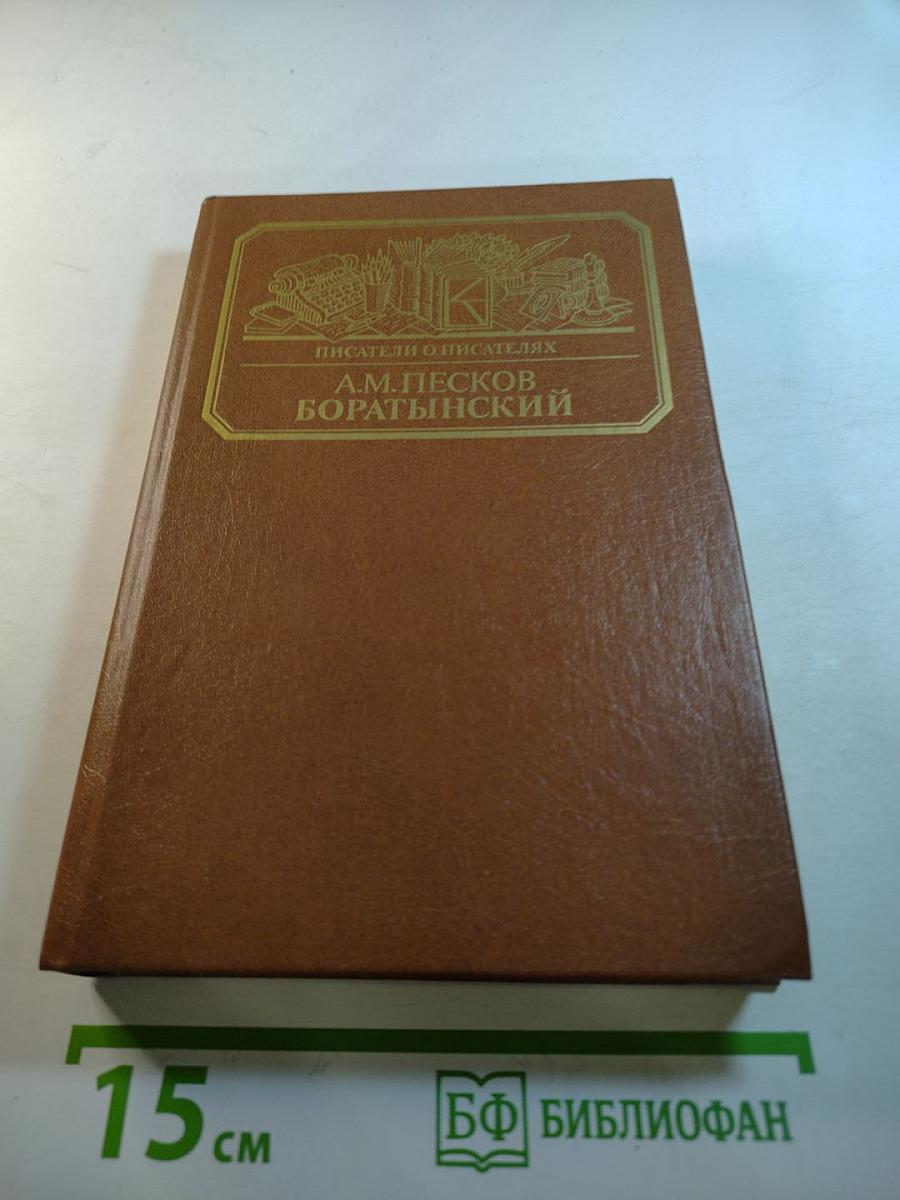 ПИСАТЕЛИ О ПИСАТЕЛЯХ
А.М.ПЕСКОВ
БОРАТЫНСКИЙ
15 см
БФ БИБЛИОФАН